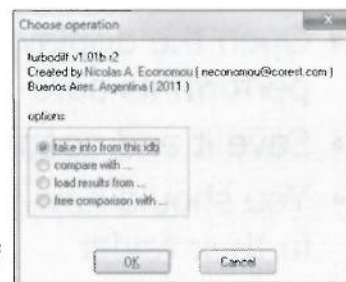 Choose operation
turbodiff v1.01b r2
Created by Nicolas A. Economou ( neconomou@corest.com )
Buenos Aires, Argentina ( 2011 )
options
take info from this idb
compare with ...
load results from ...
free comparison with ...
OK
Cancel